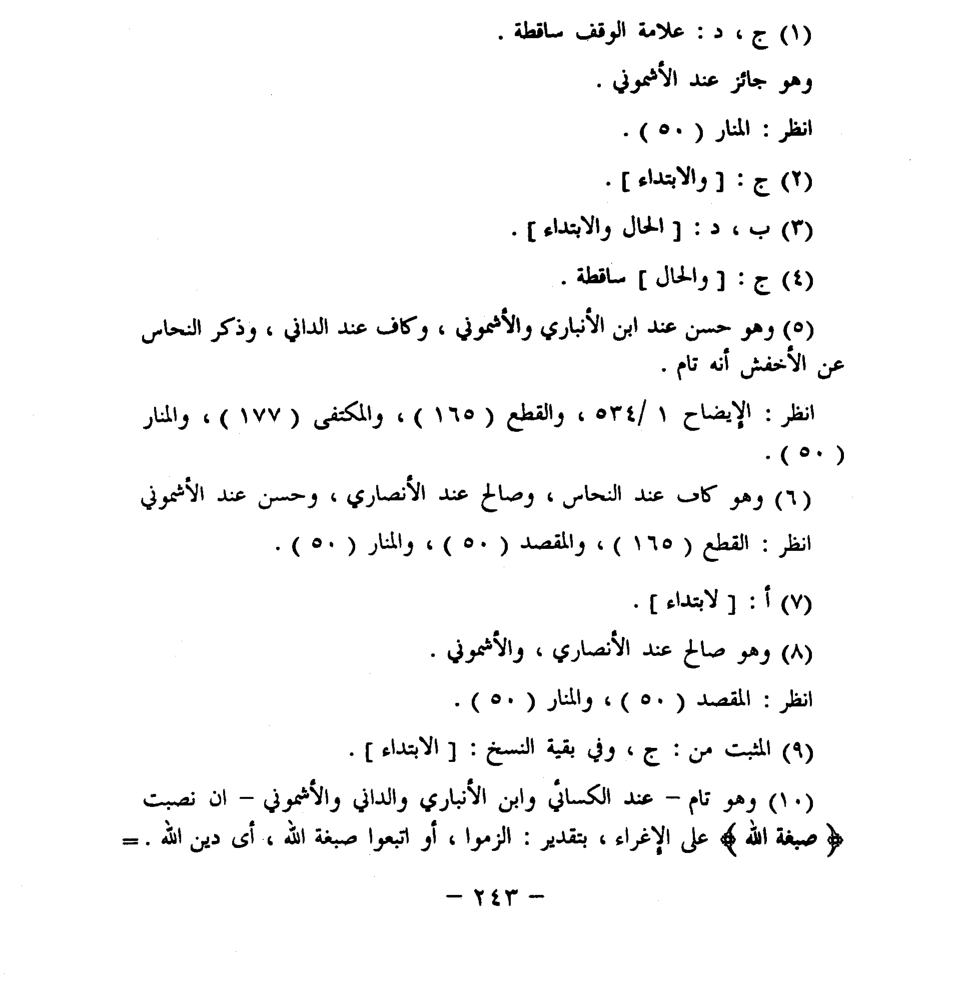 (١) ج ، د : علامة الوقف ساقطة .
وهو جائز عند الأشموني .
انظر : المنار ( ٥٠ ) .
(٢) ج : [ والابتداء ] .
(٣) ب ، د : [ الحال والابتداء ] .
(٤) ج : [ والحال ] ساقطة .
(٥) وهو حسن عند ابن الأنباري والأشموني ، وكاف عند الداني ، وذكر النحاس
عن الأخفش أنه تام .
انظر : الإيضاح ١ /٥٣٤ ، والقطع ( ١٦٥ ) ، والمكتفى ( ١٧٧ ) ، والمنار
( ٥٠ ) .
(٦) وهو كاف عند النحاس ، وصالح عند الأنصاري ، وحسن عند الأشموني
انظر : القطع ( ١٦٥ ) ، والمقصد ( ٥٠ ) ، والمنار ( ٥٠ ) .
(٧) أ : [ لابتداء ] .
(٨) وهو صالح عند الأنصاري ، والأشموني .
انظر : المقصد ( ٥٠ ) ، والمنار ( ٥٠ ) .
(٩) المثبت من : ج ، وفي بقية النسخ : [ الابتداء ] .
(١٠) وهو تام – عند الكسائي وابن الأنباري والداني والأشموني – ان نصبت
﴿ صبغة الله ﴾ على الإغراء ، بتقدير : الزموا ، أو اتبعوا صبغة الله ، أى دين الله . =
– ٢٤٣ –